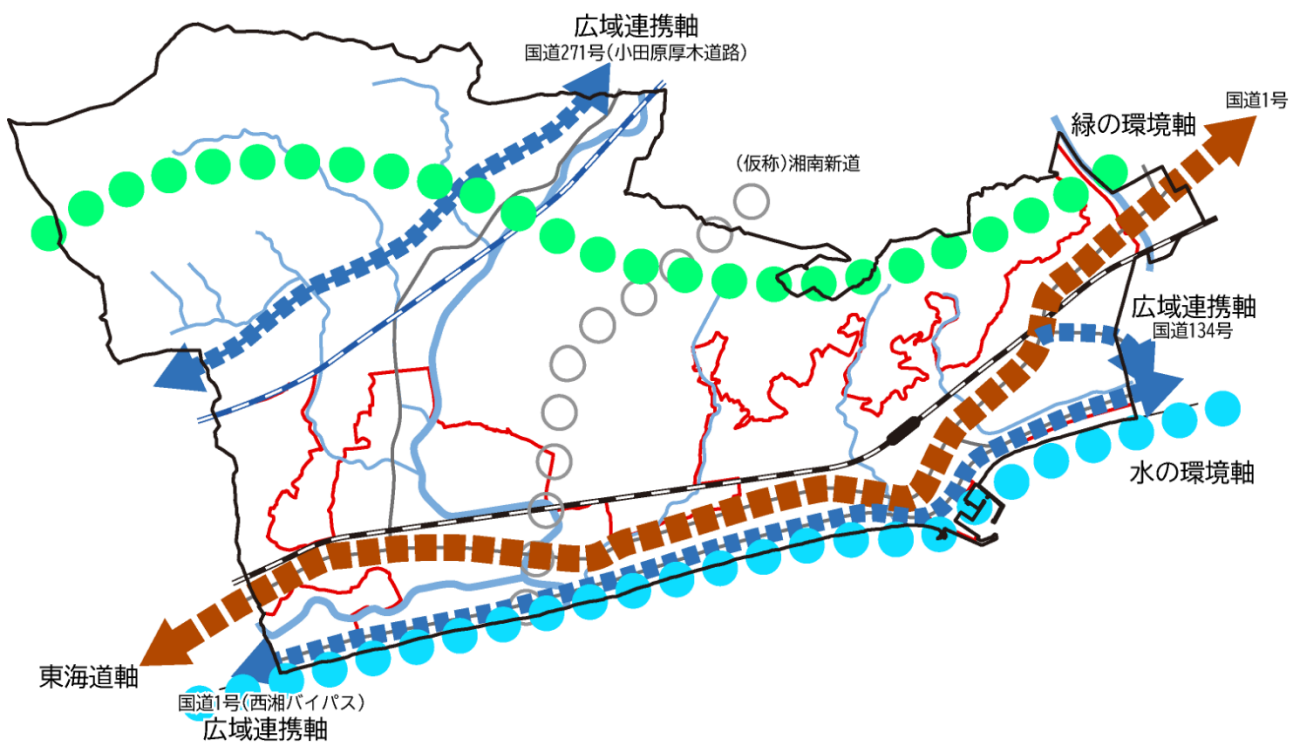 広域連携軸
国道271号(小田原厚木道路)
国道1号
緑の環境軸
(仮称)湘南新道
広域連携軸
国道134号
水の環境軸
東海道軸
国道1号(西湘バイパス)
広域連携軸